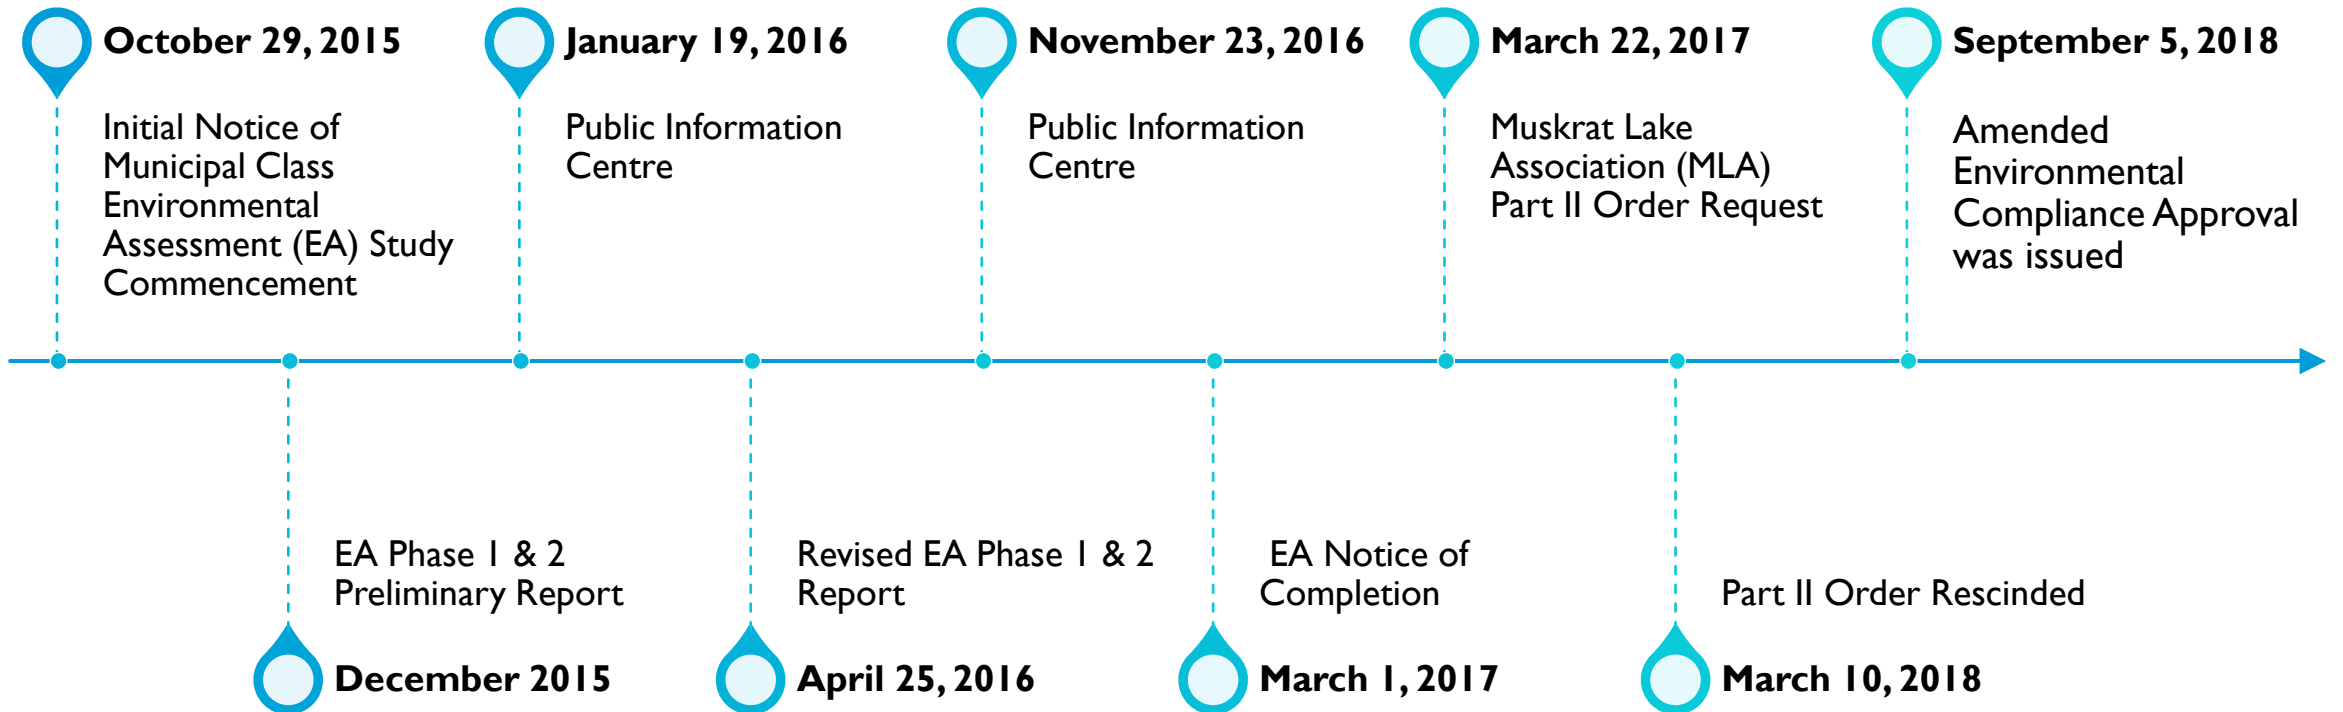 October 29, 2015
Initial Notice of
Municipal Class
Environmental
Assessment (EA) Study
Commencement
December 2015
EA Phase 1 & 2
Preliminary Report
January 19, 2016
Public Information
Centre
April 25, 2016
Revised EA Phase 1 & 2
Report
November 23, 2016
Public Information
Centre
March 1, 2017
EA Notice of
Completion
March 22, 2017
Muskrat Lake
Association (MLA)
Part II Order Request
March 10, 2018
Part II Order Rescinded
September 5, 2018
Amended
Environmental
Compliance Approval
was issued